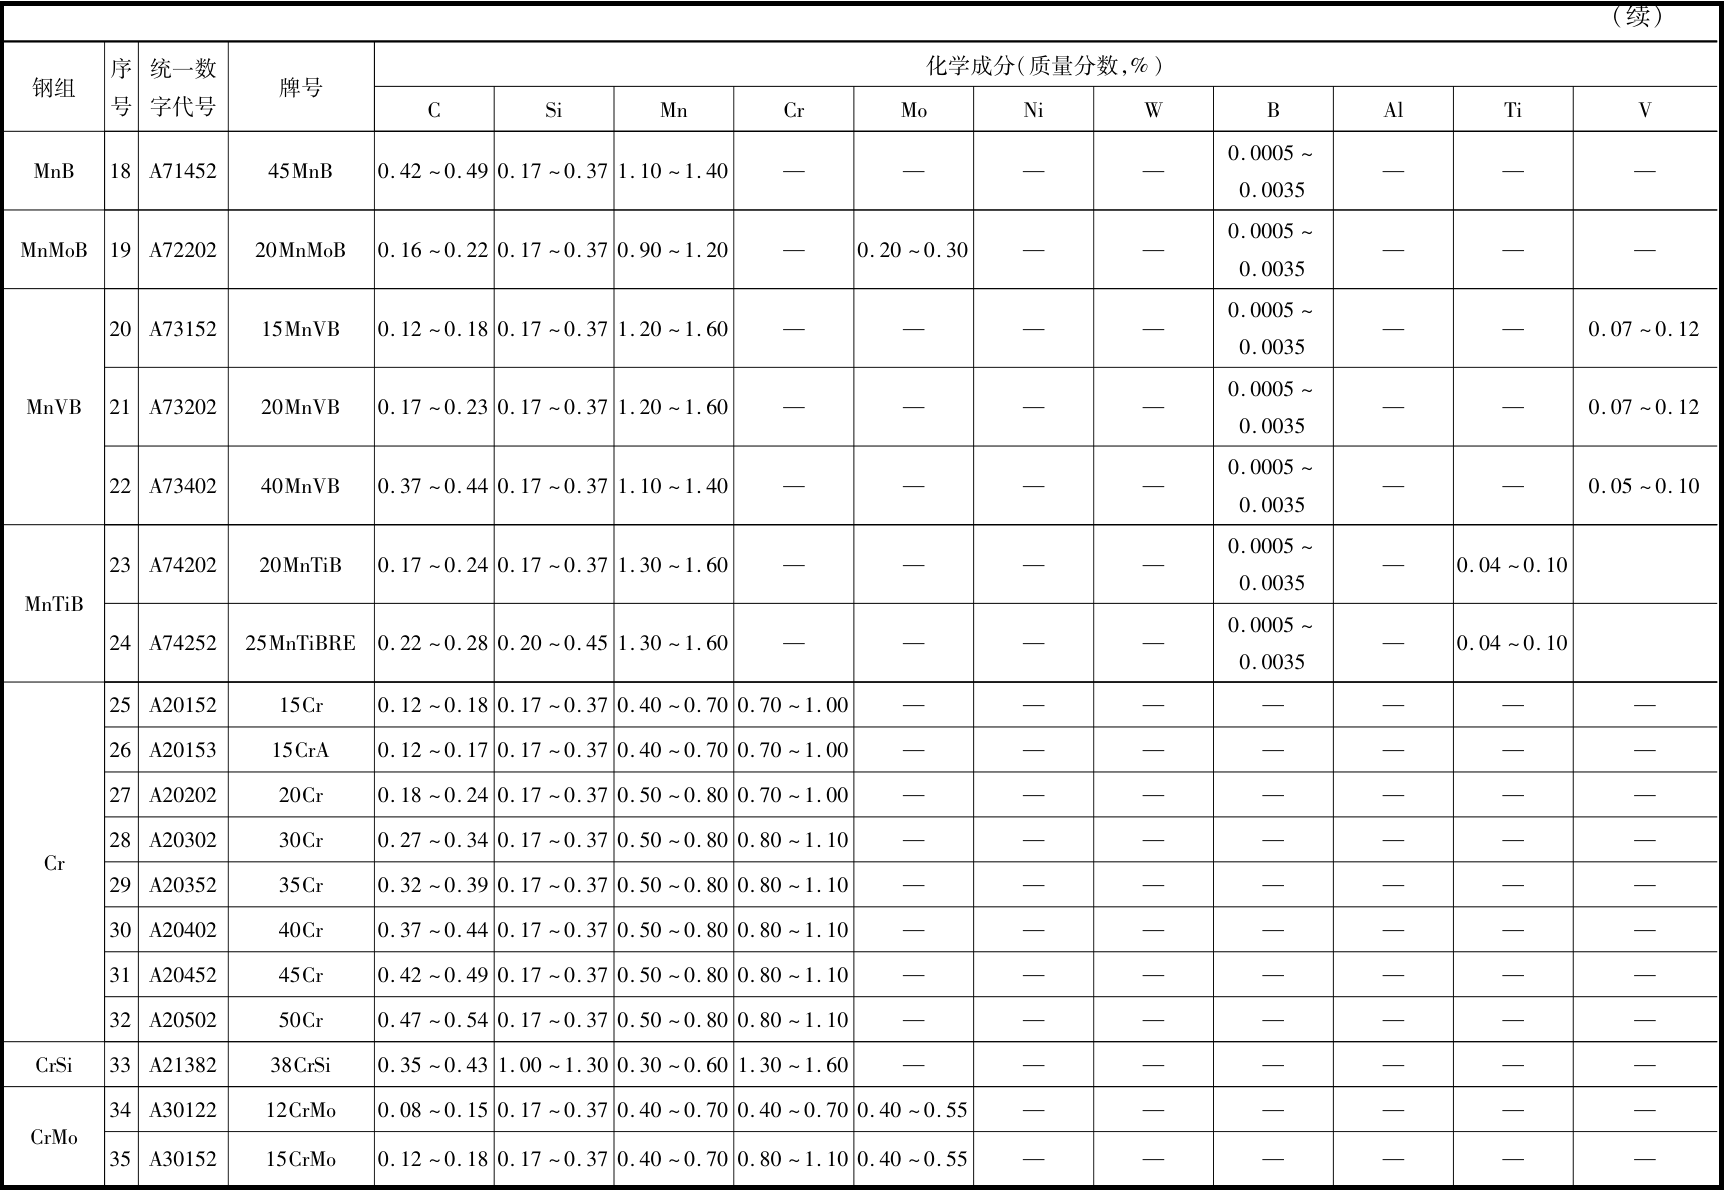 （续）
钢组 序号 统一数字代号 牌号 化学成分（质量分数，%）
C Si Mn Cr Mo Ni W B Al Ti V
MnB 18 A71452 45MnB 0.42～0.49 0.17～0.37 1.10～1.40 — — — — 0.0005～0.0035 — — —
MnMoB 19 A72202 20MnMoB 0.16～0.22 0.17～0.37 0.90～1.20 — 0.20～0.30 — — 0.0005～0.0035 — — —
MnVB 20 A73152 15MnVB 0.12～0.18 0.17～0.37 1.20～1.60 — — — — 0.0005～0.0035 — — 0.07～0.12
21 A73202 20MnVB 0.17～0.23 0.17～0.37 1.20～1.60 — — — — 0.0005～0.0035 — — 0.07～0.12
22 A73402 40MnVB 0.37～0.44 0.17～0.37 1.10～1.40 — — — — 0.0005～0.0035 — — 0.05～0.10
MnTiB 23 A74202 20MnTiB 0.17～0.24 0.17～0.37 1.30～1.60 — — — — 0.0005～0.0035 — 0.04～0.10
24 A74252 25MnTiBRE 0.22～0.28 0.20～0.45 1.30～1.60 — — — — 0.0005～0.0035 — 0.04～0.10
Cr 25 A20152 15Cr 0.12～0.18 0.17～0.37 0.40～0.70 0.70～1.00 — — — — — — —
26 A20153 15CrA 0.12～0.17 0.17～0.37 0.40～0.70 0.70～1.00 — — — — — — —
27 A20202 20Cr 0.18～0.24 0.17～0.37 0.50～0.80 0.70～1.00 — — — — — — —
28 A20302 30Cr 0.27～0.34 0.17～0.37 0.50～0.80 0.80～1.10 — — — — — — —
29 A20352 35Cr 0.32～0.39 0.17～0.37 0.50～0.80 0.80～1.10 — — — — — — —
30 A20402 40Cr 0.37～0.44 0.17～0.37 0.50～0.80 0.80～1.10 — — — — — — —
31 A20452 45Cr 0.42～0.49 0.17～0.37 0.50～0.80 0.80～1.10 — — — — — — —
32 A20502 50Cr 0.47～0.54 0.17～0.37 0.50～0.80 0.80～1.10 — — — — — — —
CrSi 33 A21382 38CrSi 0.35～0.43 1.00～1.30 0.30～0.60 1.30～1.60 — — — — — — —
CrMo 34 A30122 12CrMo 0.08～0.15 0.17～0.37 0.40～0.70 0.40～0.70 0.40～0.55 — — — — — —
35 A30152 15CrMo 0.12～0.18 0.17～0.37 0.40～0.70 0.80～1.10 0.40～0.55 — — — — — —